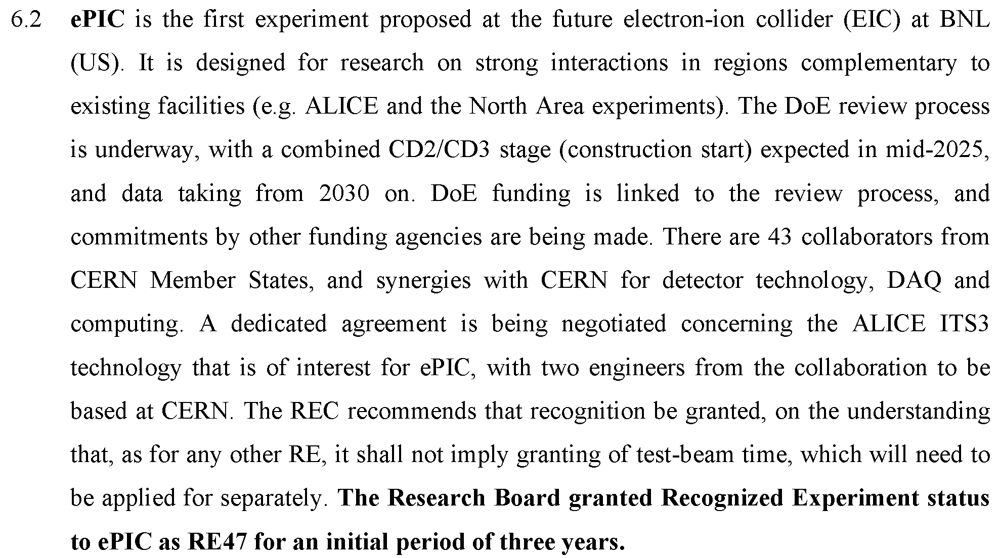 6.2 ePIC is the first experiment proposed at the future electron-ion collider (EIC) at BNL
(US). It is designed for research on strong interactions in regions complementary to
existing facilities (e.g. ALICE and the North Area experiments). The DoE review process
is underway, with a combined CD2/CD3 stage (construction start) expected in mid-2025,
and data taking from 2030 on. DoE funding is linked to the review process, and
commitments by other funding agencies are being made. There are 43 collaborators from
CERN Member States, and synergies with CERN for detector technology, DAQ and
computing. A dedicated agreement is being negotiated concerning the ALICE ITS3
technology that is of interest for ePIC, with two engineers from the collaboration to be
based at CERN. The REC recommends that recognition be granted, on the understanding
that, as for any other RE, it shall not imply granting of test-beam time, which will need to
be applied for separately. The Research Board granted Recognized Experiment status
to ePIC as RE47 for an initial period of three years.